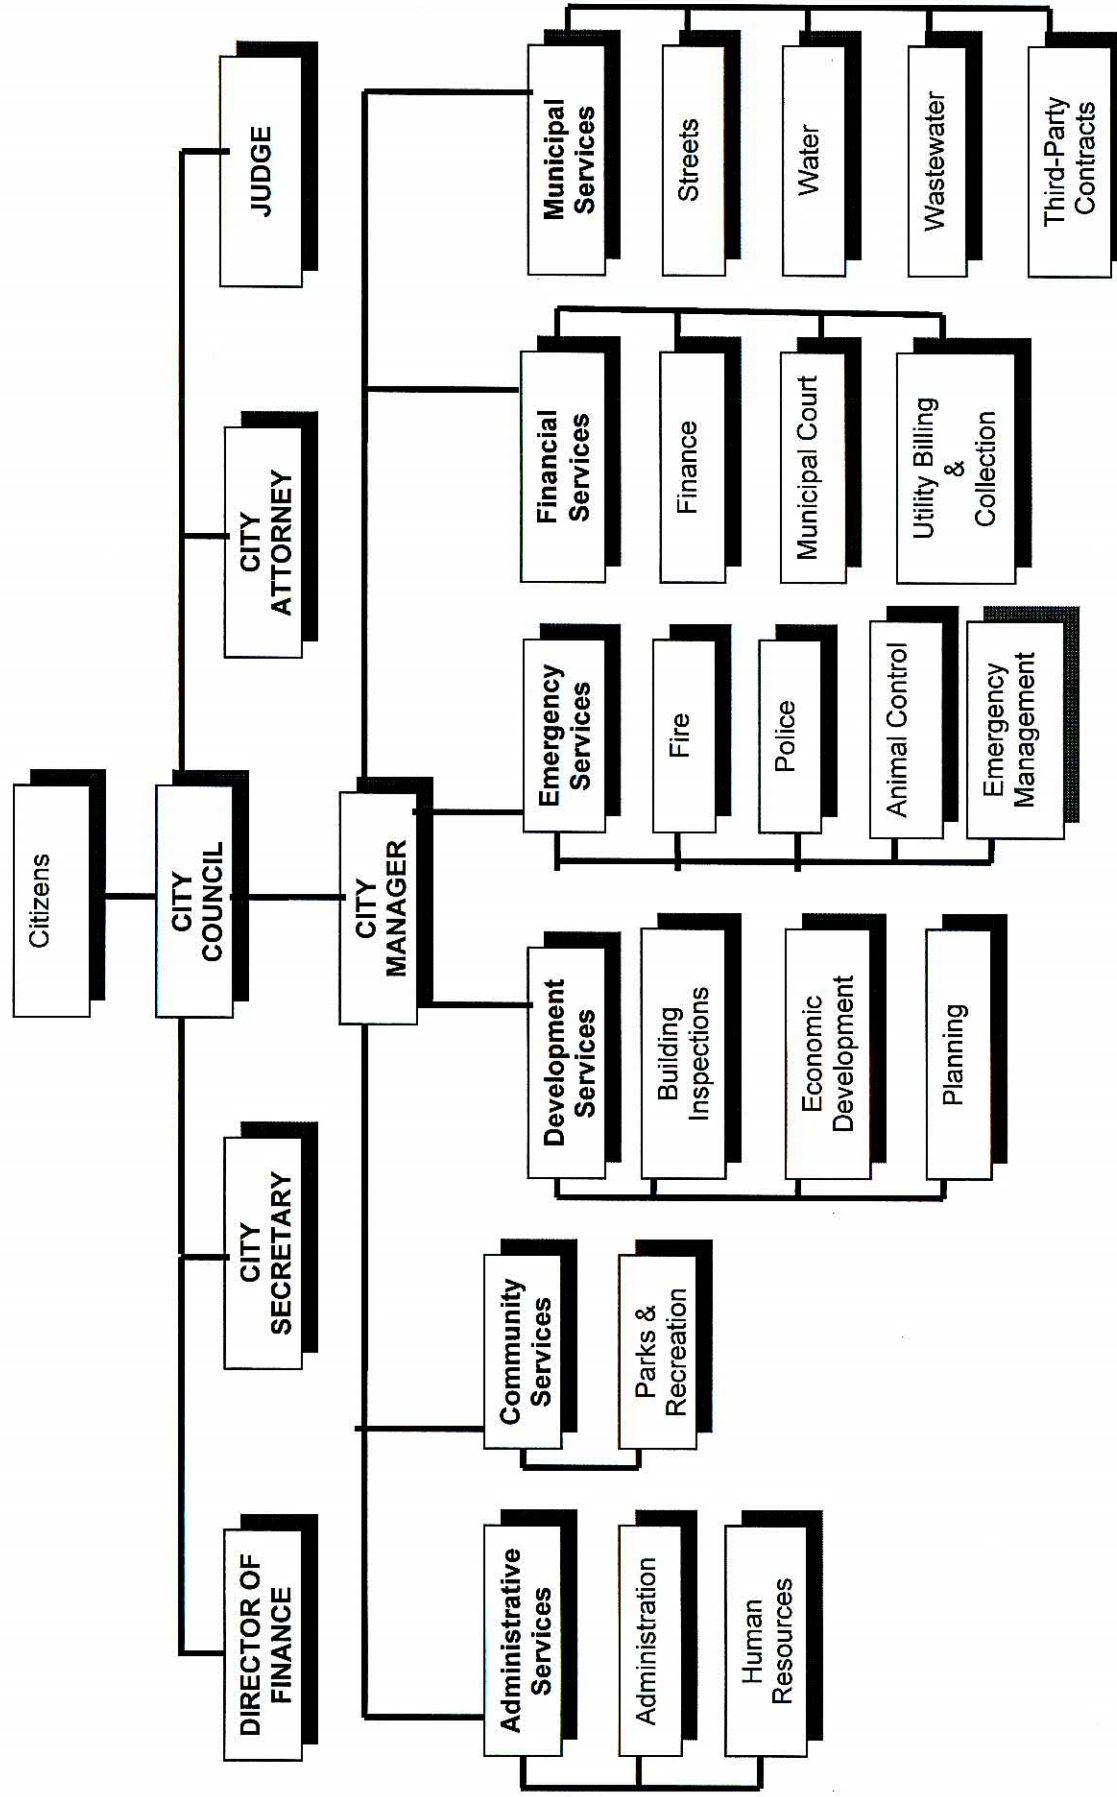 Citizens
CITY
COUNCIL
DIRECTOR OF
FINANCE
CITY
SECRETARY
CITY
ATTORNEY
JUDGE
CITY
MANAGER
Administrative
Services
Administration
Human
Resources
Community
Services
Parks &
Recreation
Development
Services
Building
Inspections
Economic
Development
Planning
Emergency
Services
Fire
Police
Animal Control
Emergency
Management
Financial
Services
Finance
Municipal Court
Utility Billing
&
Collection
Municipal
Services
Streets
Water
Wastewater
Third-Party
Contracts